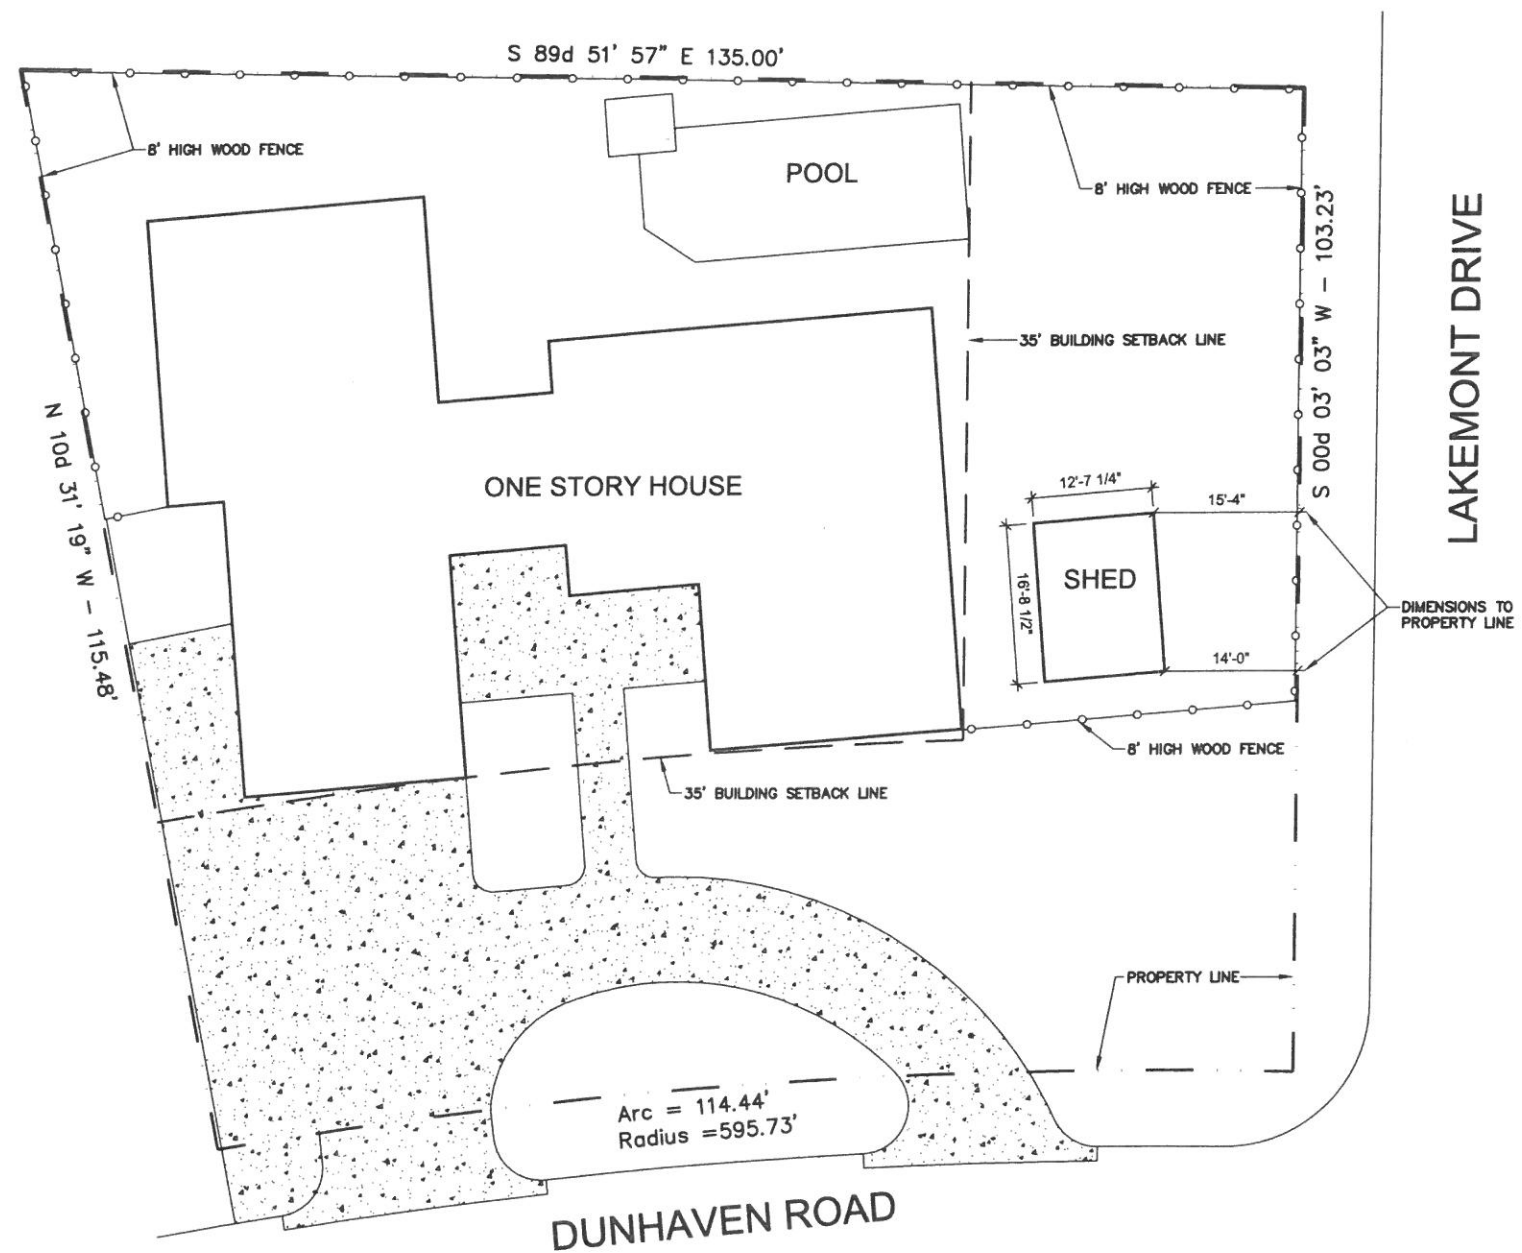 S 89d 51' 57" E 135.00'
8' HIGH WOOD FENCE
POOL
8' HIGH WOOD FENCE
S 00d 03' 03" W - 103.23'
LAKEMONT DRIVE
35' BUILDING SETBACK LINE
N 10d 31' 19" W - 115.48'
ONE STORY HOUSE
12'-7 1/4"
15'-4"
SHED
16'-8 1/2"
DIMENSIONS TO
PROPERTY LINE
14'-0"
8' HIGH WOOD FENCE
35' BUILDING SETBACK LINE
PROPERTY LINE
Arc = 114.44'
Radius =595.73'
DUNHAVEN ROAD